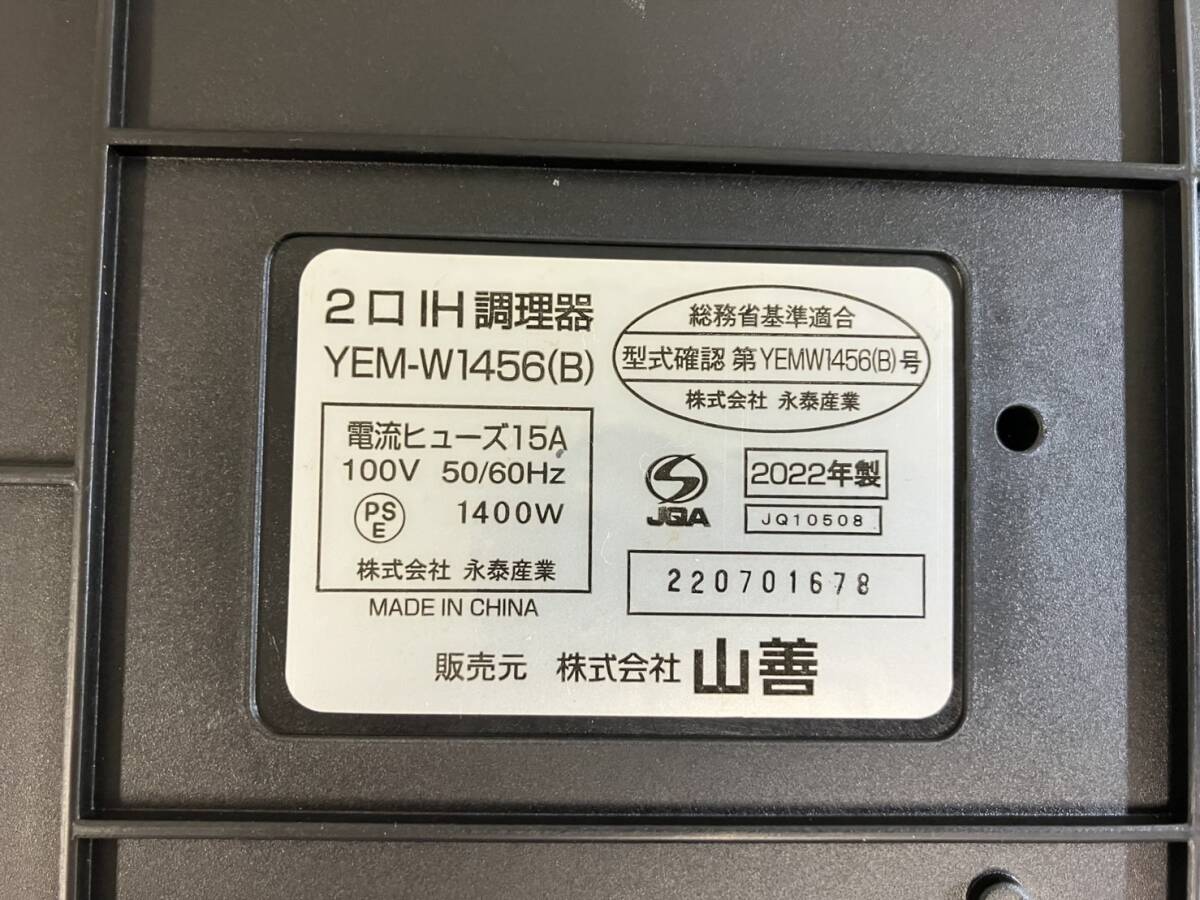 2口IH調理器
YEM-W1456(B)
総務省基準適合
型式確認 第YEMW1456(B)号
株式会社 永泰産業
電流ヒューズ15A
100V 50/60Hz
PS
E
1400W
株式会社 永泰産業
MADE IN CHINA
JQA
2022年製
JQ10508
220701678
販売元 株式会社 山善